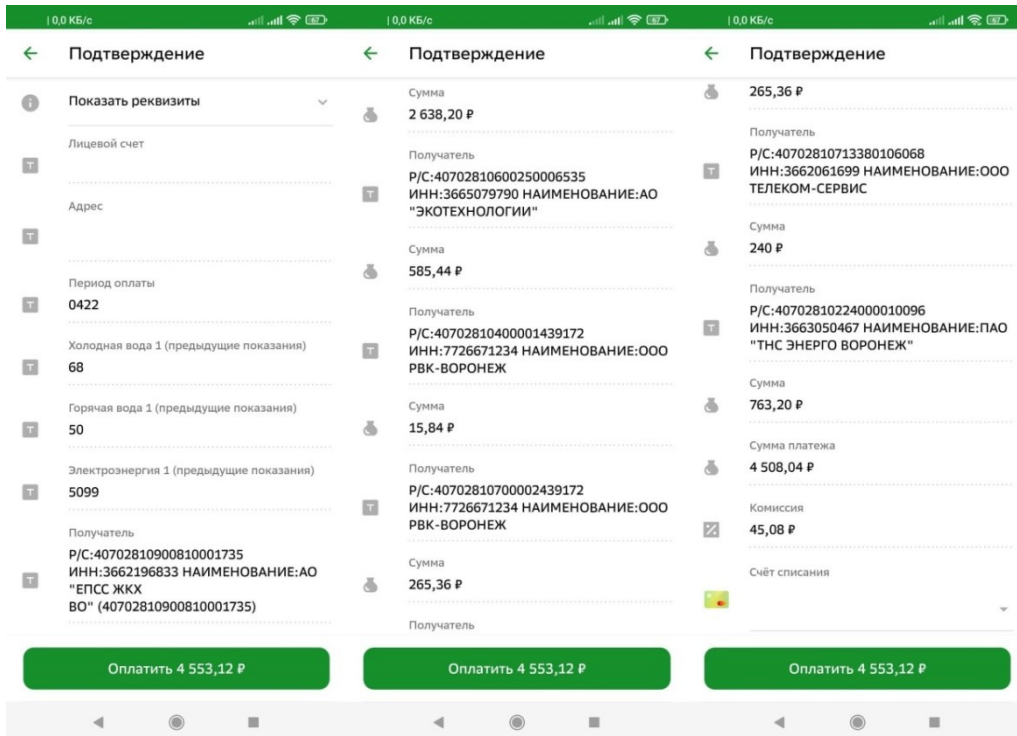 | 0,0 КБ/с
67
Подтверждение
Показать реквизиты
Лицевой счет
Адрес
Период оплаты
0422
Холодная вода 1 (предыдущие показания)
68
Горячая вода 1 (предыдущие показания)
50
Электроэнергия 1 (предыдущие показания)
5099
Получатель
Р/С:40702810900810001735
ИНН:3662196833 НАИМЕНОВАНИЕ:АО
"ЕПСС ЖКХ
ВО" (40702810900810001735)
Оплатить 4 553,12 ₽
| 0,0 КБ/с
67
Подтверждение
Сумма
2 638,20 ₽
Получатель
Р/С:40702810600250006535
ИНН:3665079790 НАИМЕНОВАНИЕ:АО
"ЭКОТЕХНОЛОГИИ"
Сумма
585,44 ₽
Получатель
Р/С:40702810400001439172
ИНН:7726671234 НАИМЕНОВАНИЕ:ООО
РВК-ВОРОНЕЖ
Сумма
15,84 ₽
Получатель
Р/С:40702810700002439172
ИНН:7726671234 НАИМЕНОВАНИЕ:ООО
РВК-ВОРОНЕЖ
Сумма
265,36 ₽
Получатель
Оплатить 4 553,12 ₽
| 0,0 КБ/с
67
Подтверждение
265,36 ₽
Получатель
Р/С:40702810713380106068
ИНН:3662061699 НАИМЕНОВАНИЕ:ООО
ТЕЛЕКОМ-СЕРВИС
Сумма
240 ₽
Получатель
Р/С:40702810224000010096
ИНН:3663050467 НАИМЕНОВАНИЕ:ПАО
"ТНС ЭНЕРГО ВОРОНЕЖ"
Сумма
763,20 ₽
Сумма платежа
4 508,04 ₽
Комиссия
45,08 ₽
Счёт списания
Оплатить 4 553,12 ₽